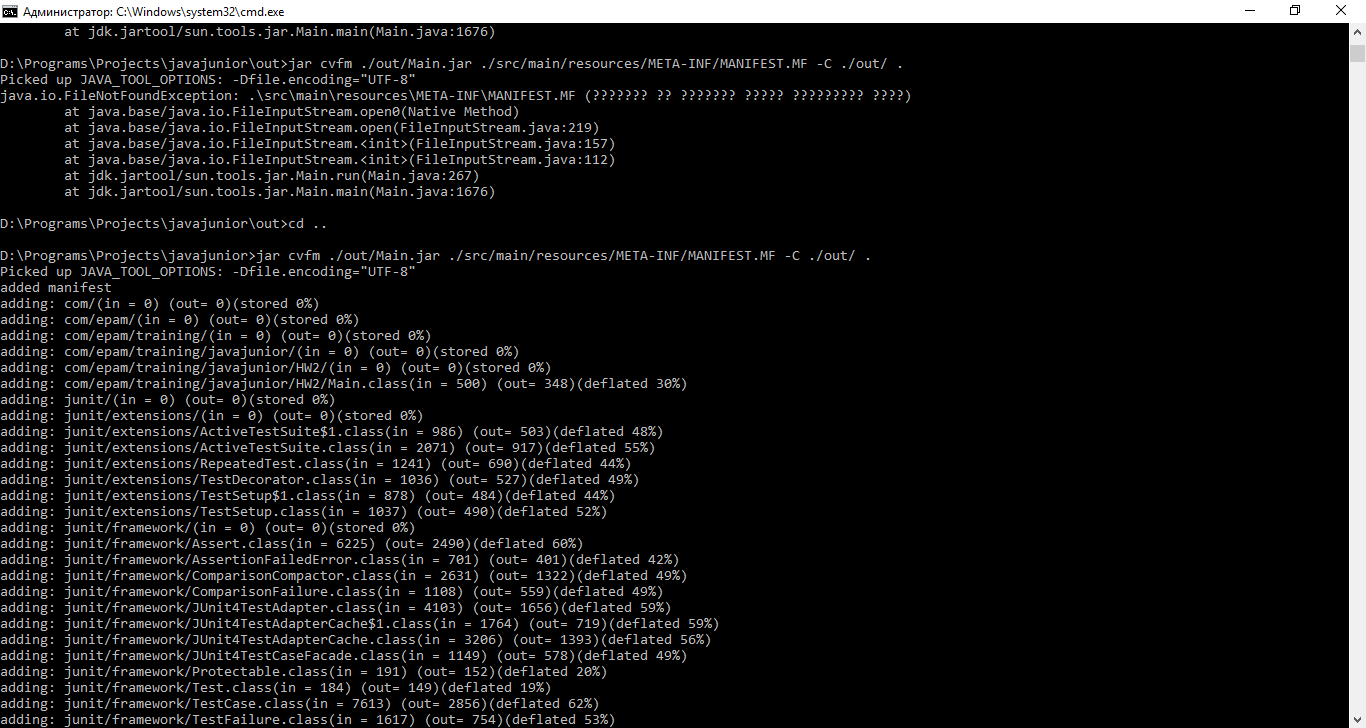 Администратор: C:\Windows\system32\cmd.exe
at jdk.jartool/sun.tools.jar.Main.main(Main.java:1676)
D:\Programs\Projects\javajunior\out>jar cvfm ./out/Main.jar ./src/main/resources/META-INF/MANIFEST.MF -C ./out/ .
Picked up JAVA_TOOL_OPTIONS: -Dfile.encoding="UTF-8"
java.io.FileNotFoundException: .\src\main\resources\META-INF\MANIFEST.MF (??????? ?? ??????? ????? ????????? ????)
at java.base/java.io.FileInputStream.open0(Native Method)
at java.base/java.io.FileInputStream.open(FileInputStream.java:219)
at java.base/java.io.FileInputStream.<init>(FileInputStream.java:157)
at java.base/java.io.FileInputStream.<init>(FileInputStream.java:112)
at jdk.jartool/sun.tools.jar.Main.run(Main.java:267)
at jdk.jartool/sun.tools.jar.Main.main(Main.java:1676)
D:\Programs\Projects\javajunior\out>cd ..
D:\Programs\Projects\javajunior>jar cvfm ./out/Main.jar ./src/main/resources/META-INF/MANIFEST.MF -C ./out/ .
Picked up JAVA_TOOL_OPTIONS: -Dfile.encoding="UTF-8"
added manifest
adding: com/(in = 0) (out= 0)(stored 0%)
adding: com/epam/(in = 0) (out= 0)(stored 0%)
adding: com/epam/training/(in = 0) (out= 0)(stored 0%)
adding: com/epam/training/javajunior/(in = 0) (out= 0)(stored 0%)
adding: com/epam/training/javajunior/HW2/(in = 0) (out= 0)(stored 0%)
adding: com/epam/training/javajunior/HW2/Main.class(in = 500) (out= 348)(deflated 30%)
adding: junit/(in = 0) (out= 0)(stored 0%)
adding: junit/extensions/(in = 0) (out= 0)(stored 0%)
adding: junit/extensions/ActiveTestSuite$1.class(in = 986) (out= 503)(deflated 48%)
adding: junit/extensions/ActiveTestSuite.class(in = 2071) (out= 917)(deflated 55%)
adding: junit/extensions/RepeatedTest.class(in = 1241) (out= 690)(deflated 44%)
adding: junit/extensions/TestDecorator.class(in = 1036) (out= 527)(deflated 49%)
adding: junit/extensions/TestSetup$1.class(in = 878) (out= 484)(deflated 44%)
adding: junit/extensions/TestSetup.class(in = 1037) (out= 490)(deflated 52%)
adding: junit/framework/(in = 0) (out= 0)(stored 0%)
adding: junit/framework/Assert.class(in = 6225) (out= 2490)(deflated 60%)
adding: junit/framework/AssertionFailedError.class(in = 701) (out= 401)(deflated 42%)
adding: junit/framework/ComparisonCompactor.class(in = 2631) (out= 1322)(deflated 49%)
adding: junit/framework/ComparisonFailure.class(in = 1108) (out= 559)(deflated 49%)
adding: junit/framework/JUnit4TestAdapter.class(in = 4103) (out= 1656)(deflated 59%)
adding: junit/framework/JUnit4TestAdapterCache$1.class(in = 1764) (out= 719)(deflated 59%)
adding: junit/framework/JUnit4TestAdapterCache.class(in = 3206) (out= 1393)(deflated 56%)
adding: junit/framework/JUnit4TestCaseFacade.class(in = 1149) (out= 578)(deflated 49%)
adding: junit/framework/Protectable.class(in = 191) (out= 152)(deflated 20%)
adding: junit/framework/Test.class(in = 184) (out= 149)(deflated 19%)
adding: junit/framework/TestCase.class(in = 7613) (out= 2856)(deflated 62%)
adding: junit/framework/TestFailure.class(in = 1617) (out= 754)(deflated 53%)